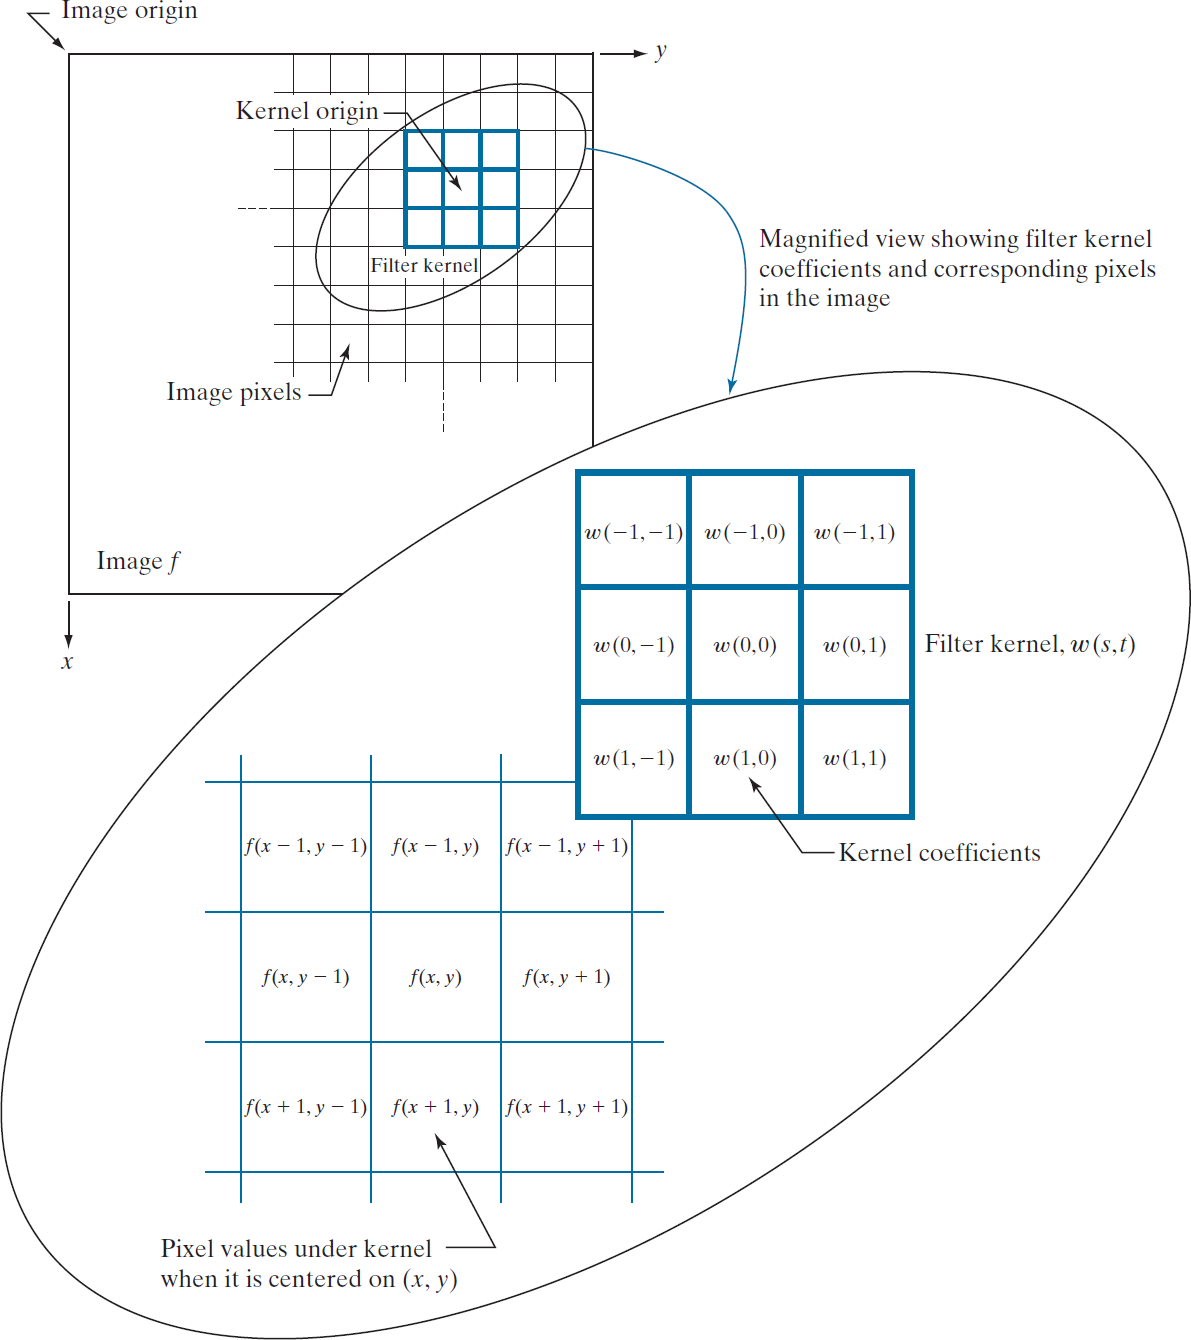 Image origin
y
Kernel origin
Filter kernel
Magnified view showing filter kernel
coefficients and corresponding pixels
in the image
Image pixels
Image f
x
w(−1,−1) w(−1,0) w(−1,1)
w(0,−1) w(0,0) w(0,1)
Filter kernel, w(s,t)
w(1,−1) w(1,0) w(1,1)
Kernel coefficients
f(x − 1, y − 1) f(x − 1, y) f(x − 1, y + 1)
f(x, y − 1) f(x, y) f(x, y + 1)
f(x + 1, y − 1) f(x + 1, y) f(x + 1, y + 1)
Pixel values under kernel
when it is centered on (x, y)